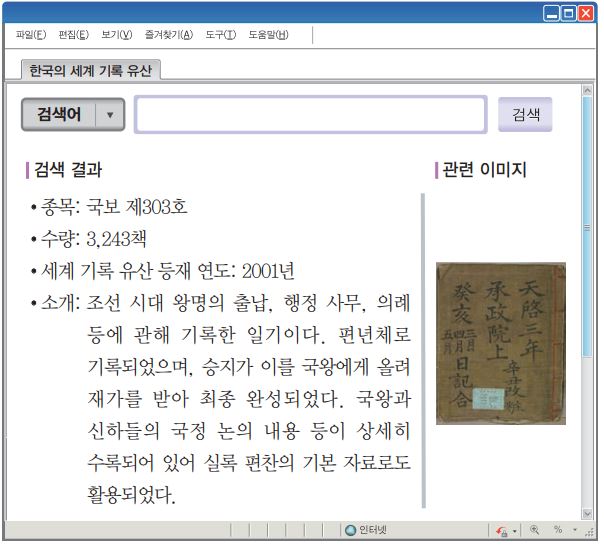 파일(F) 편집(E) 보기(V) 즐겨찾기(A) 도구(T) 도움말(H)
한국의 세계 기록 유산
검색어 ▼ 검색
검색 결과
• 종목: 국보 제303호
• 수량: 3,243책
• 세계 기록 유산 등재 연도: 2001년
• 소개: 조선 시대 왕명의 출납, 행정 사무, 의례
등에 관해 기록한 일기이다. 편년체로
기록되었으며, 승지가 이를 국왕에게 올려
재가를 받아 최종 완성되었다. 국왕과
신하들의 국정 논의 내용 등이 상세히
수록되어 있어 실록 편찬의 기본 자료로도
활용되었다.
관련 이미지
天啓三年
承政院上
癸亥
三月
四月
五月
日記合
인터넷
%